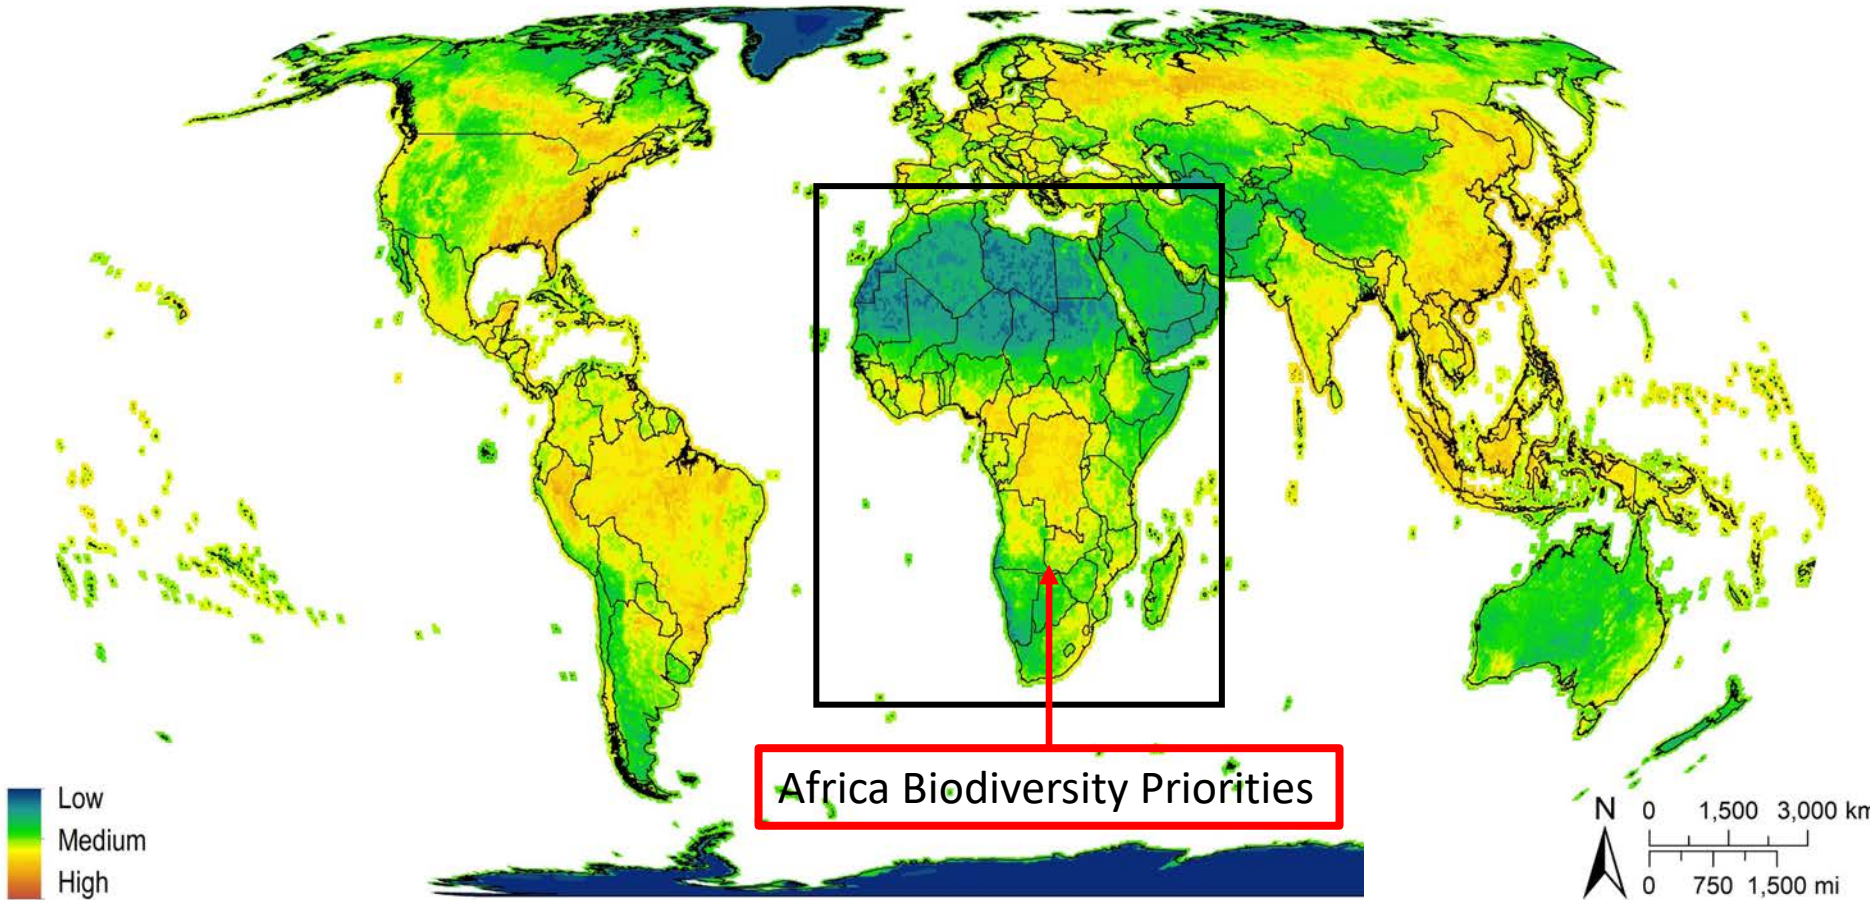 Africa Biodiversity Priorities
Low
Medium
High
N
0 1,500 3,000 km
0 750 1,500 mi